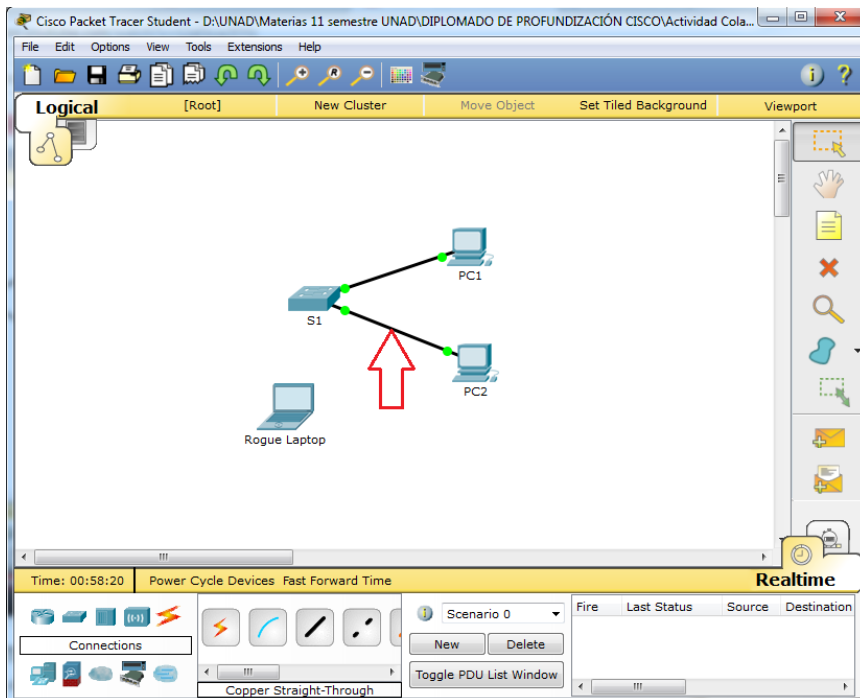 Cisco Packet Tracer Student - D:\UNAD\Materias 11 semestre UNAD\DIPLOMADO DE PROFUNDIZACIÓN CISCO\Actividad Cola...
File Edit Options View Tools Extensions Help
Logical [Root] New Cluster Move Object Set Tiled Background Viewport
PC1
S1
PC2
Rogue Laptop
Time: 00:58:20 Power Cycle Devices Fast Forward Time Realtime
Connections
Copper Straight-Through
Scenario 0
New Delete
Toggle PDU List Window
Fire Last Status Source Destination